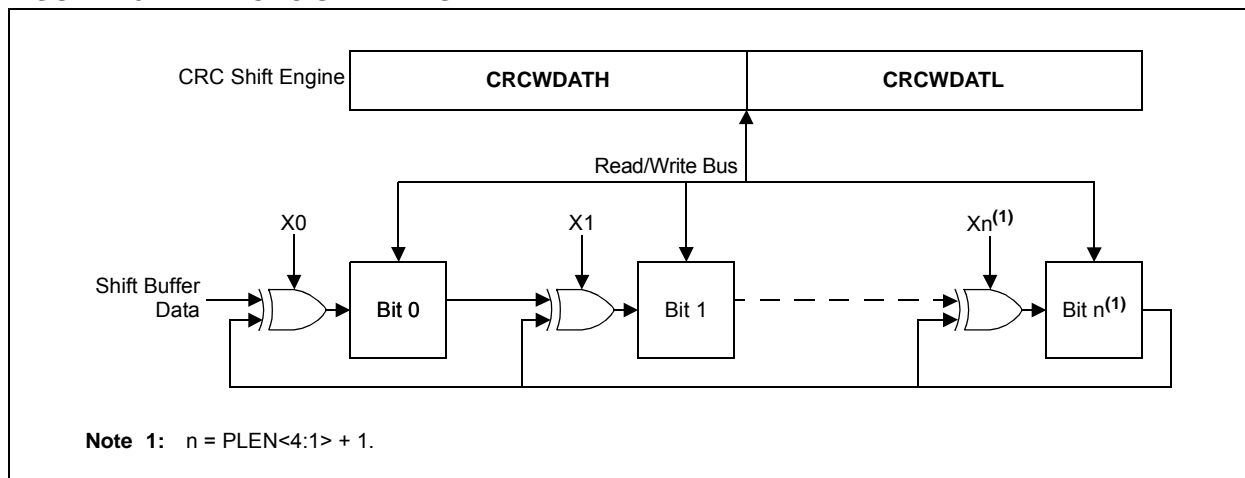 CRC Shift Engine CRCWDATH CRCWDATL
Read/Write Bus
X0 X1 Xn(1)
Shift Buffer
Data
Bit 0 Bit 1 Bit n(1)
Note 1: n = PLEN<4:1> + 1.